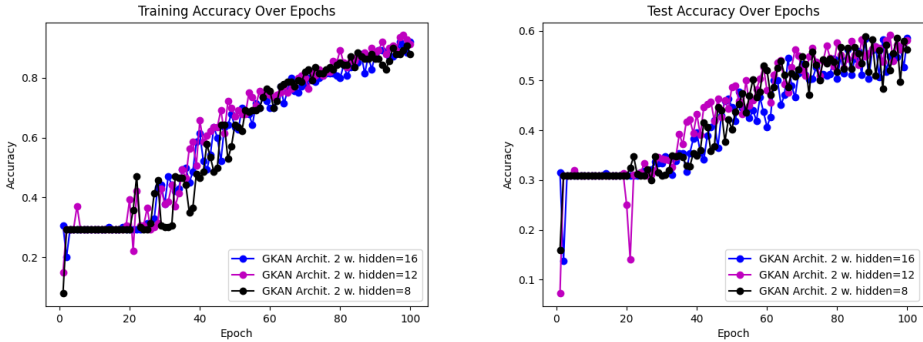 Training Accuracy Over Epochs
Accuracy
0.8
0.6
0.4
0.2
0
20
40
60
80
100
Epoch
GKAN Archit. 2 w. hidden=16
GKAN Archit. 2 w. hidden=12
GKAN Archit. 2 w. hidden=8
Test Accuracy Over Epochs
Accuracy
0.6
0.5
0.4
0.3
0.2
0.1
0
20
40
60
80
100
Epoch
GKAN Archit. 2 w. hidden=16
GKAN Archit. 2 w. hidden=12
GKAN Archit. 2 w. hidden=8